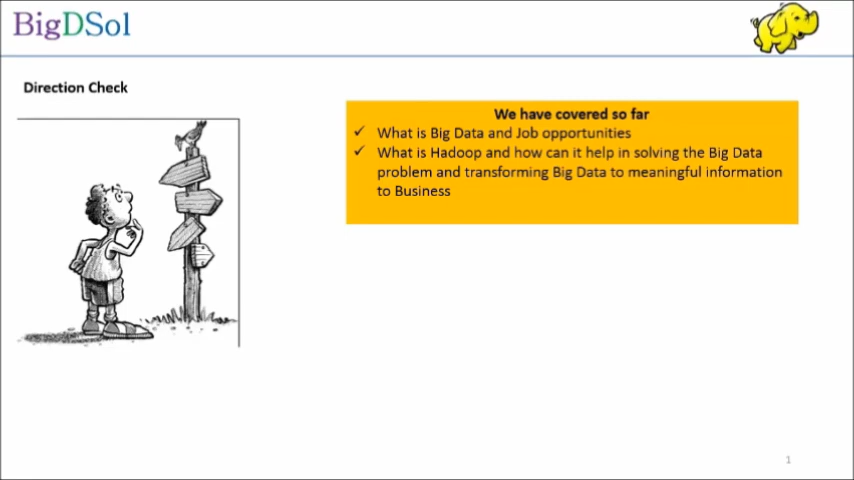 BigDSol
Direction Check
We have covered so far
✓ What is Big Data and Job opportunities
✓ What is Hadoop and how can it help in solving the Big Data
problem and transforming Big Data to meaningful information
to Business
1